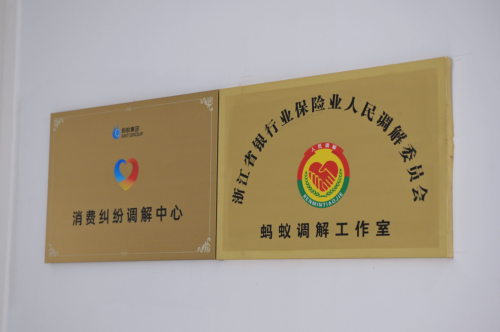 蚂蚁集团
ANT GROUP
消费纠纷调解中心
浙江省银行业保险业人民调解委员会
人民调解
RENMINTIAOJIE
蚂蚁调解工作室